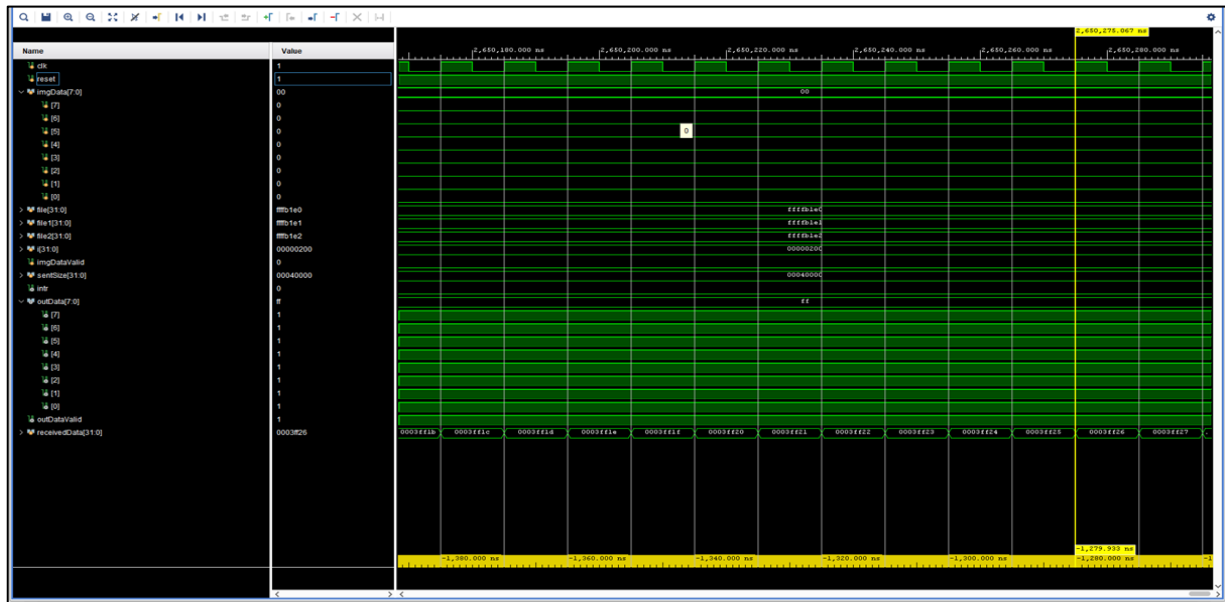 2,650,275.067 ns
Name Value
2,650,180.000 ns 2,650,200.000 ns 2,650,220.000 ns 2,650,240.000 ns 2,650,260.000 ns 2,650,280.000 ns
clk 1
reset 1
imgData[7:0] 00 00
[7] 0
[6] 0
[5] 0 0
[4] 0
[3] 0
[2] 0
[1] 0
[0] 0
file[31:0] ffffb1e0 ffffb1e0
file1[31:0] ffffb1e1 ffffb1e1
file2[31:0] ffffb1e2 ffffb1e2
i[31:0] 00000200 00000200
imgDataValid 0
sentSize[31:0] 00040000 00040000
intr 0
outData[7:0] ff ff
[7] 1
[6] 1
[5] 1
[4] 1
[3] 1
[2] 1
[1] 1
[0] 1
outDataValid 1
receivedData[31:0] 0003ff26 0003ff1b 0003ff1c 0003ff1d 0003ff1e 0003ff1f 0003ff20 0003ff21 0003ff22 0003ff23 0003ff24 0003ff25 0003ff26 0003ff27
-1,279.933 ns
-1,380.000 ns -1,360.000 ns -1,340.000 ns -1,320.000 ns -1,300.000 ns -1,280.000 ns